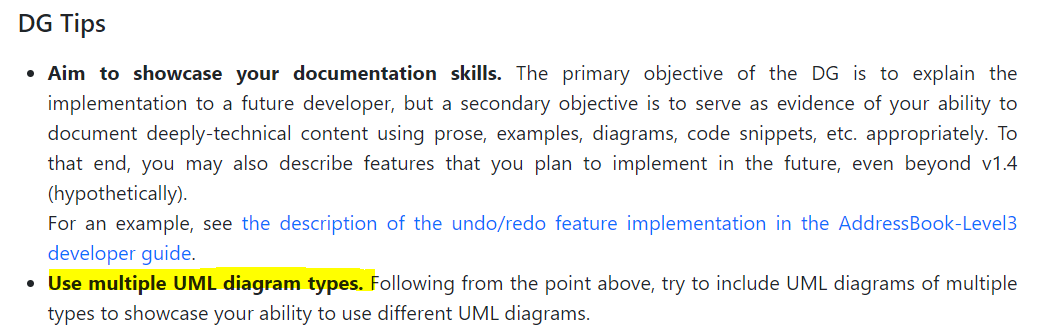 DG Tips
• Aim to showcase your documentation skills. The primary objective of the DG is to explain the
implementation to a future developer, but a secondary objective is to serve as evidence of your ability to
document deeply-technical content using prose, examples, diagrams, code snippets, etc. appropriately. To
that end, you may also describe features that you plan to implement in the future, even beyond v1.4
(hypothetically).
For an example, see the description of the undo/redo feature implementation in the AddressBook-Level3
developer guide.
• Use multiple UML diagram types. Following from the point above, try to include UML diagrams of multiple
types to showcase your ability to use different UML diagrams.